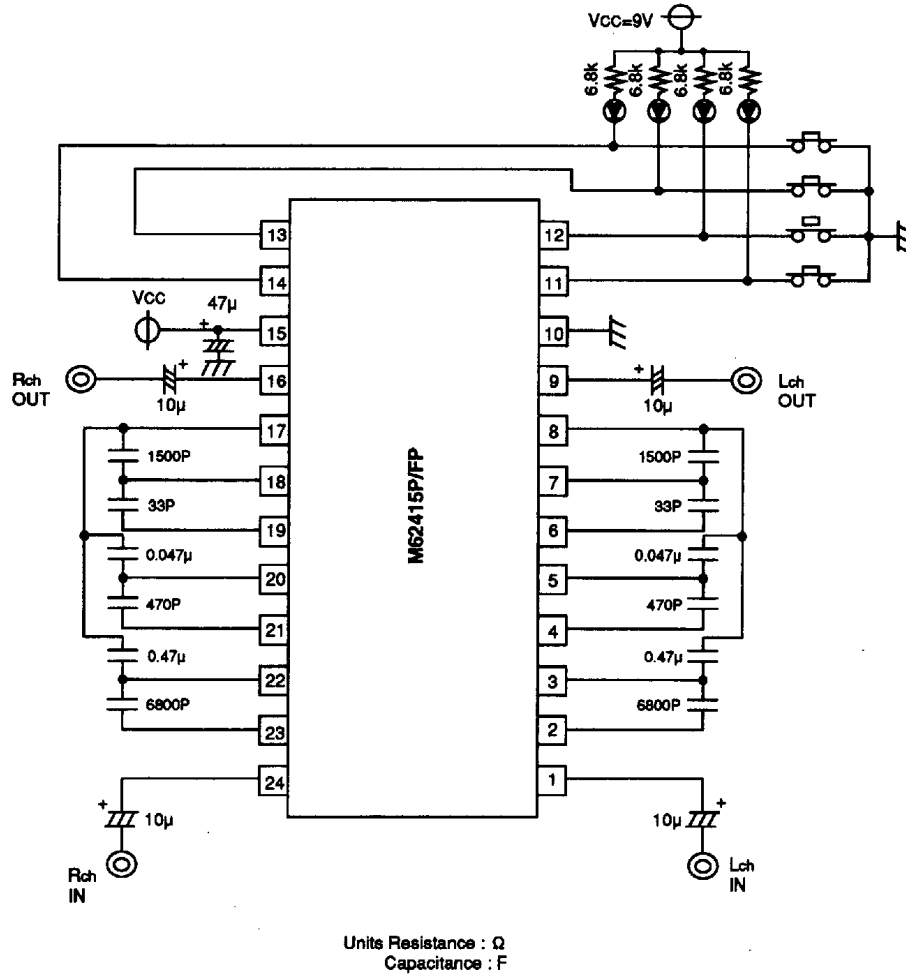 VCC=9V
6.8k 6.8k 6.8k 6.8k
13 12
14 11
VCC 47μ
+
15 10
Rch
OUT
+
10μ
16 9
+
10μ
Lch
OUT
17 8
1500P 1500P
18 7
33P 33P
19 6
M62415P/FP
0.047μ 0.047μ
20 5
470P 470P
21 4
0.47μ 0.47μ
22 3
6800P 6800P
23 2
24 1
+ 10μ 10μ +
Rch
IN
Lch
IN
Units Resistance : Ω
Capacitance : F